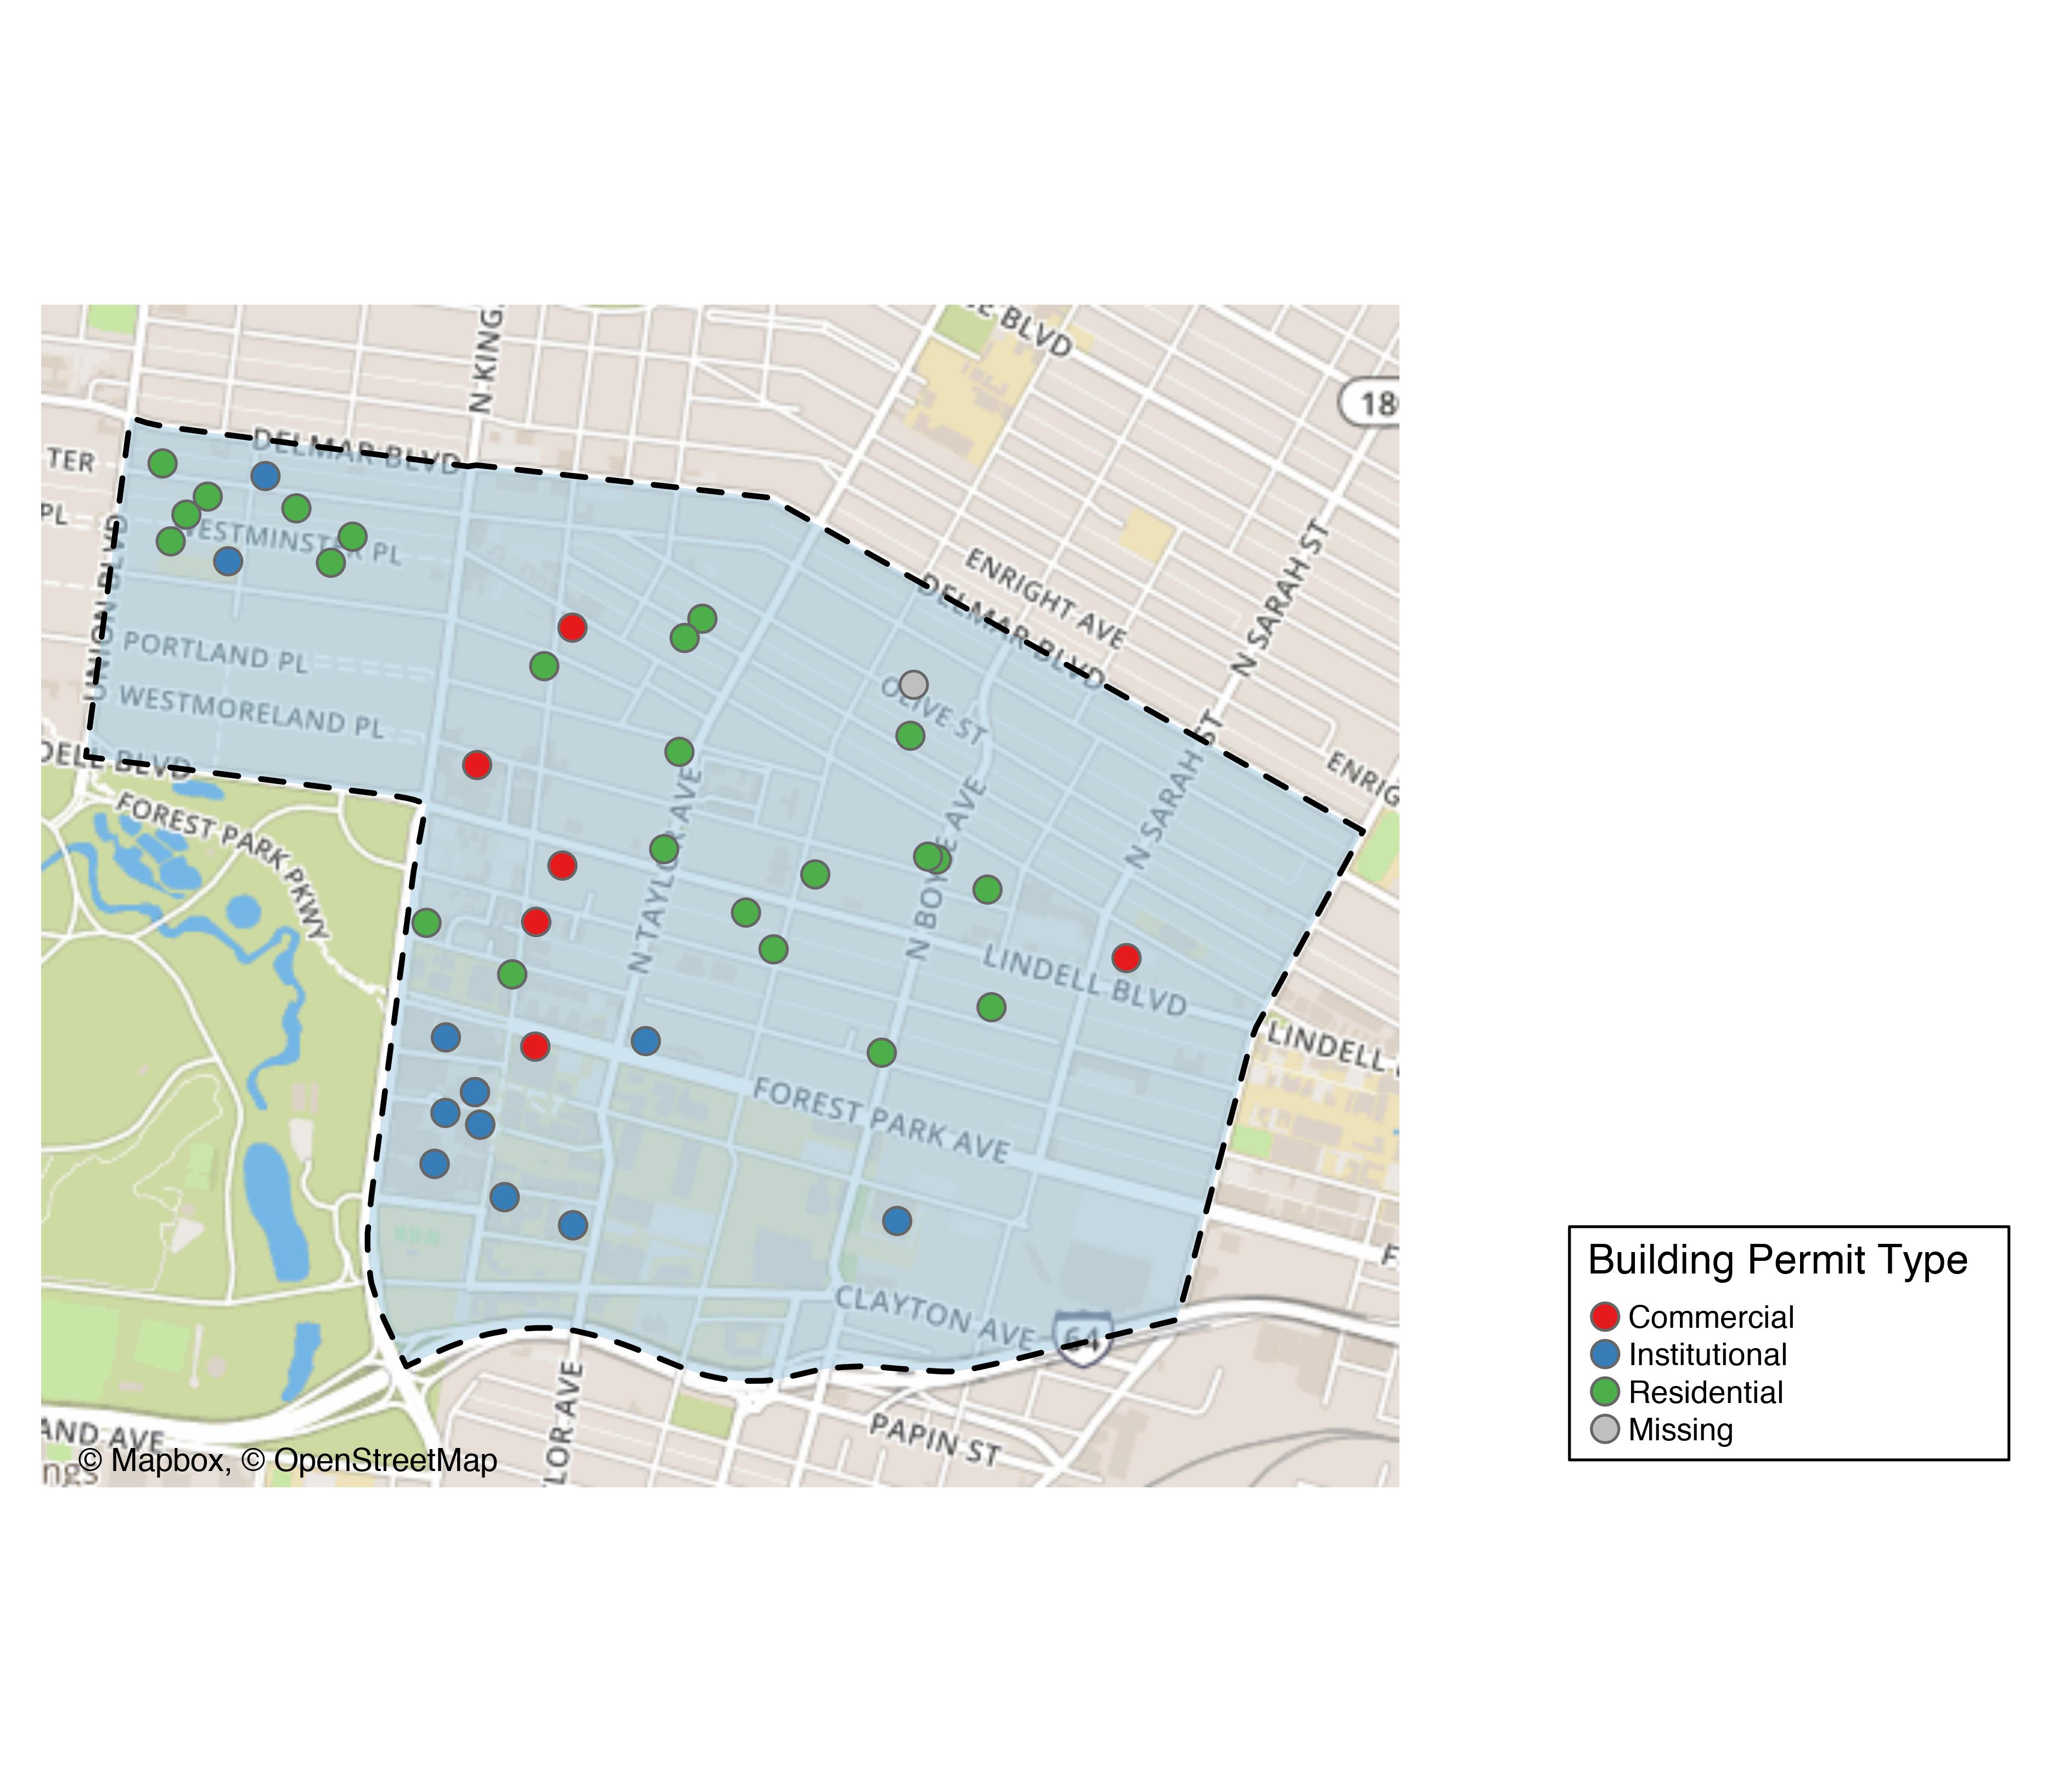 E BLVD
N KING
18
DELMAR BLVD
TER
PL
WESTMINSTER PL
UNION BLVD
ENRIGHT AVE
DELMAR BLVD
N SARAH ST
PORTLAND PL
WESTMORELAND PL
OLIVE ST
DELL BLVD
ENRIG
FOREST PARK PKWY
N TAYLOR AVE
N BOYLE AVE
N SARAH ST
LINDELL BLVD
LINDELL
FOREST PARK AVE
F
CLAYTON AVE
64
LOR AVE
PAPIN ST
AND AVE
ngs
© Mapbox, © OpenStreetMap
Building Permit Type
Commercial
Institutional
Residential
Missing